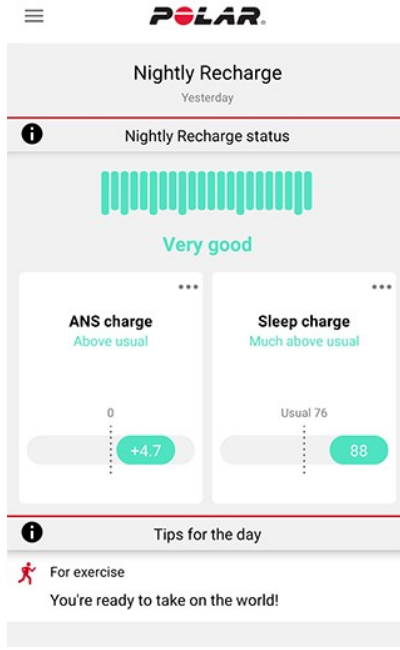 POLAR.
Nightly Recharge
Yesterday
Nightly Recharge status
Very good
ANS charge
Above usual
0
+4.7
Sleep charge
Much above usual
Usual 76
88
Tips for the day
For exercise
You're ready to take on the world!